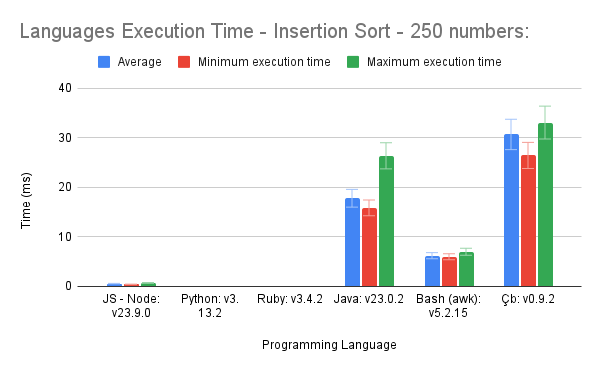 Languages Execution Time - Insertion Sort - 250 numbers:
Average Minimum execution time Maximum execution time
40
30
20
10
0
Time (ms)
JS - Node: Python: v3. Ruby: v3.4.2 Java: v23.0.2 Bash (awk): Çb: v0.9.2
v23.9.0 13.2 v5.2.15
Programming Language